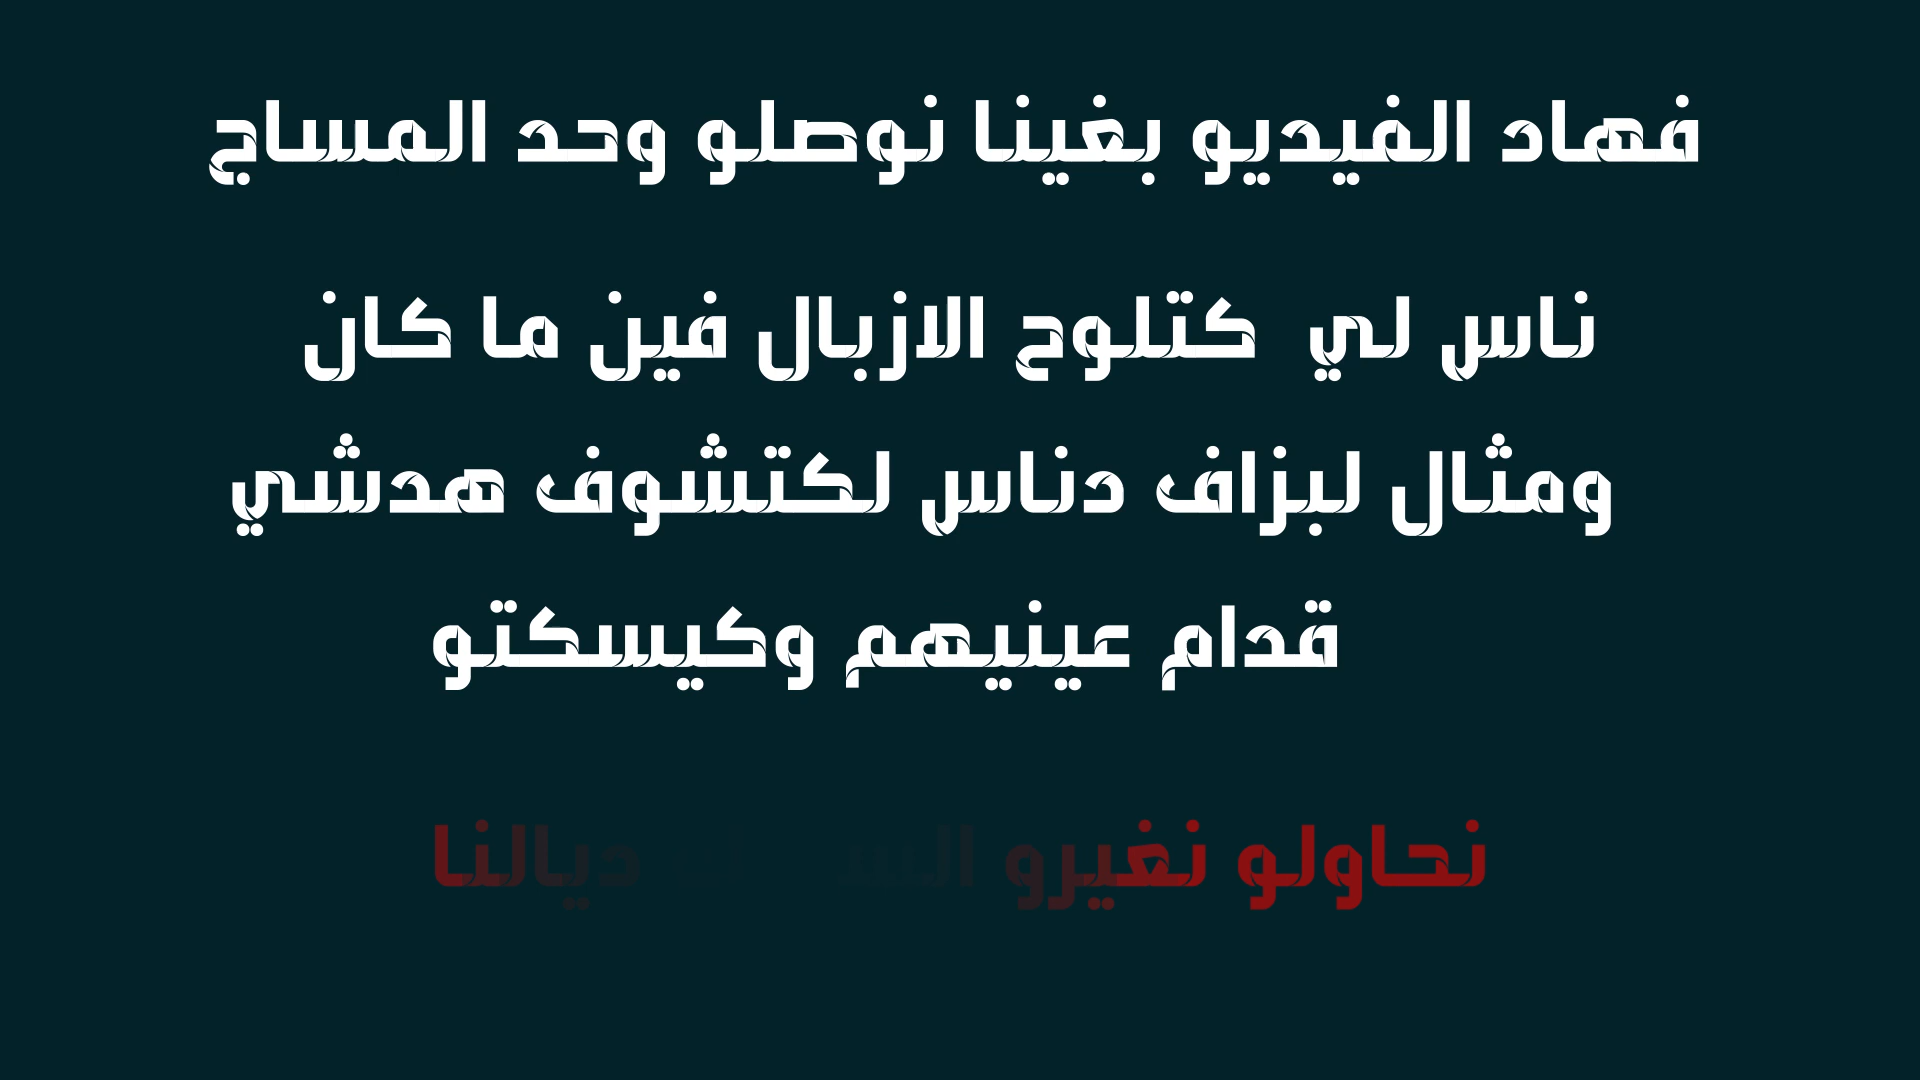 فهاد الفيديو بغينا نوصلو وحد المساج
ناس لي كتلوح الازبال فين ما كان
ومثال لبزاف دناس لكتشوف هدشي
قدام عينيهم وكيسكتو
نحاولو نغيرو ديالنا